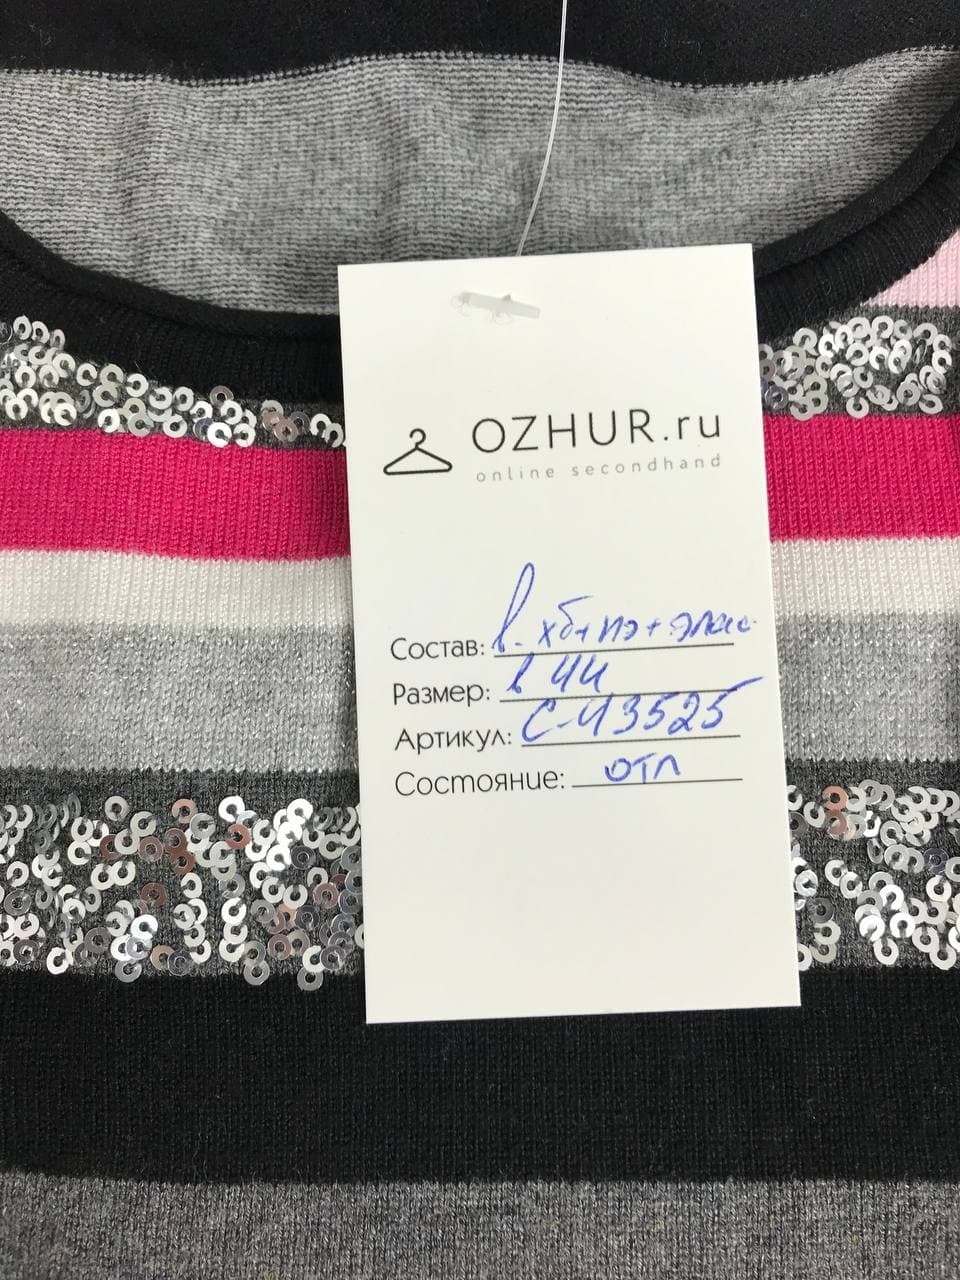 OZHUR.ru
online secondhand
Состав: в. хб+пэ+элас.
Размер: в 44
Артикул: С-43525
Состояние: отл